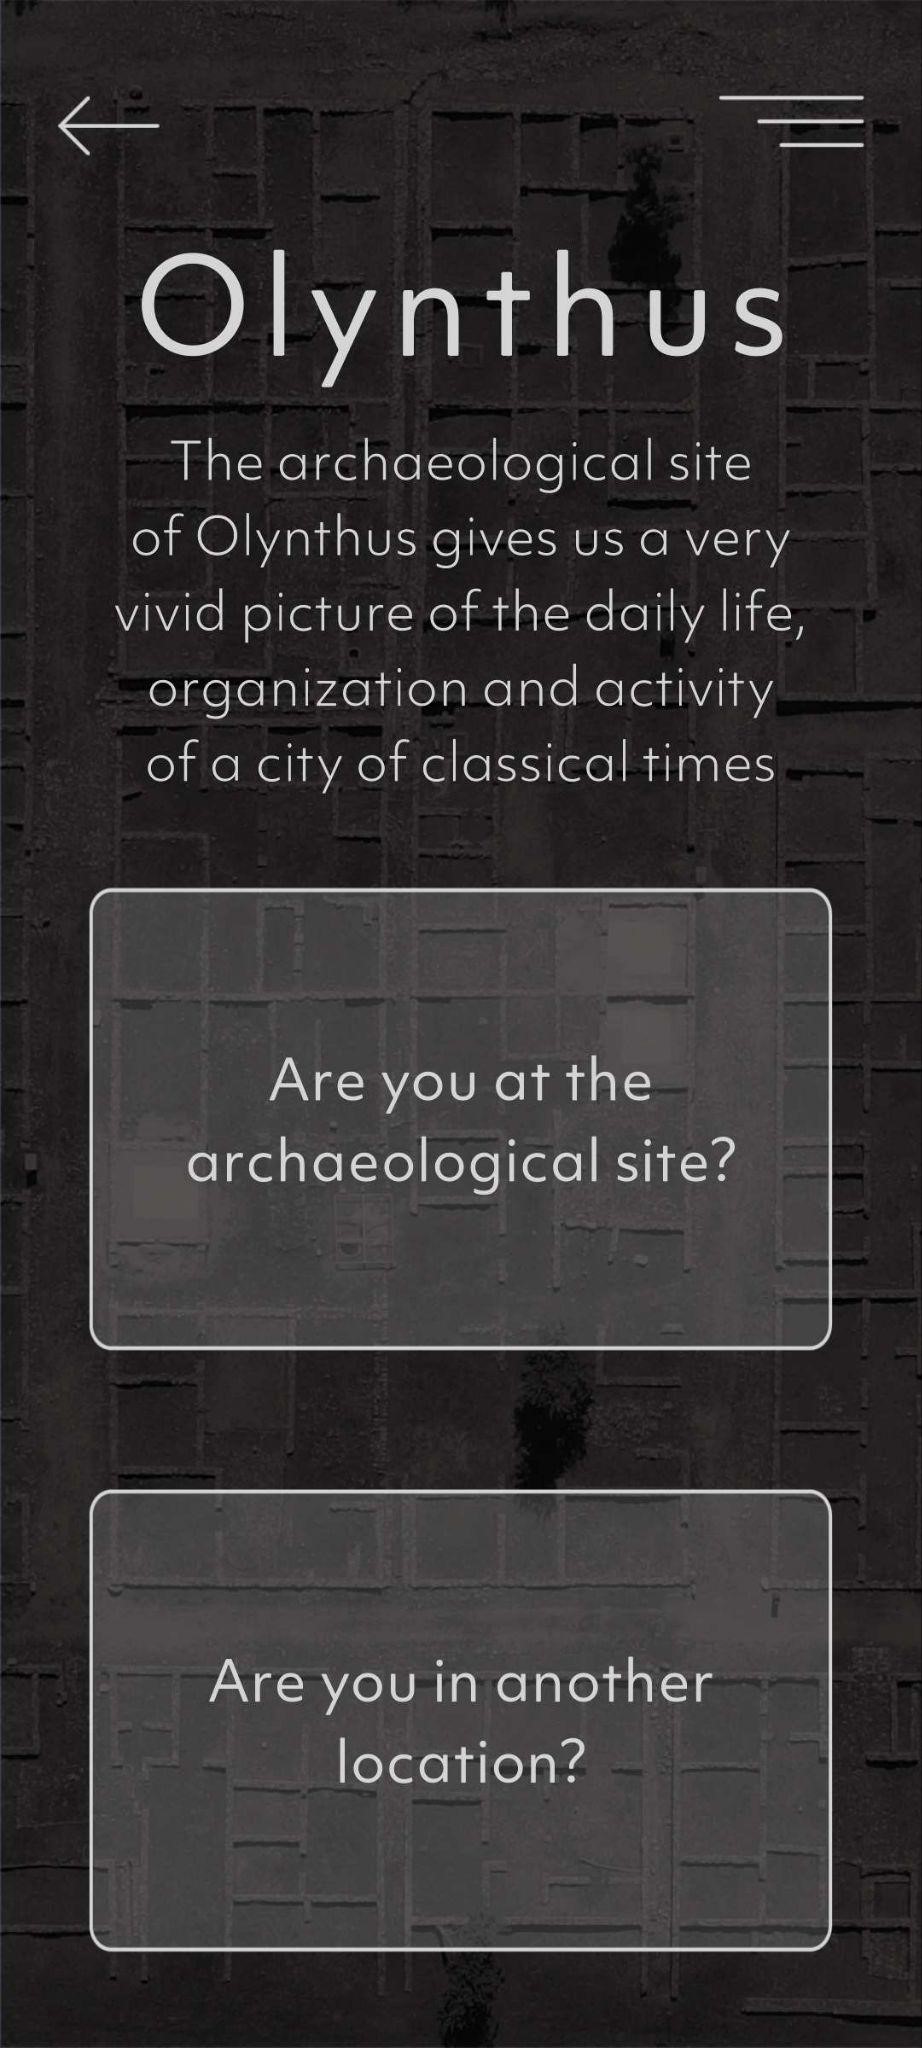 Olynthus
The archaeological site
of Olynthus gives us a very
vivid picture of the daily life,
organization and activity
of a city of classical times
Are you at the
archaeological site?
Are you in another
location?